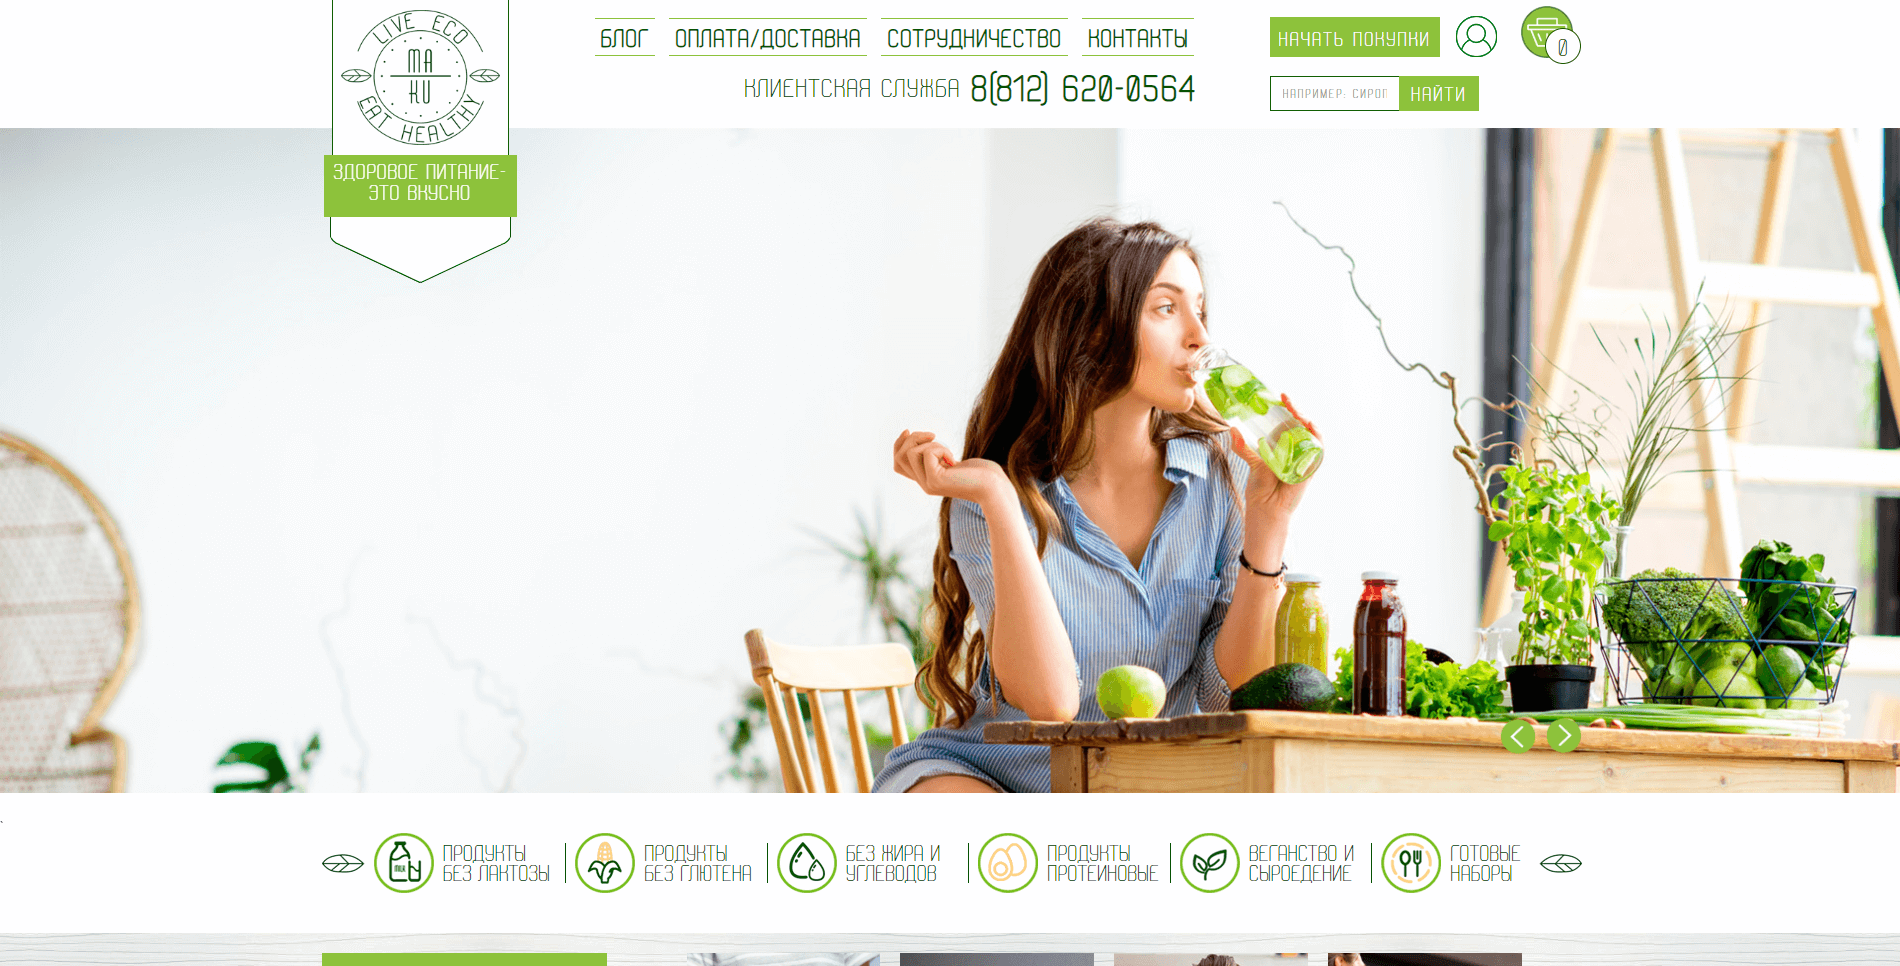 LIVE ECO
MA
KU
EAT HEALTHY
ЗДОРОВОЕ ПИТАНИЕ-
ЭТО ВКУСНО
БЛОГ
ОПЛАТА/ДОСТАВКА
СОТРУДНИЧЕСТВО
КОНТАКТЫ
КЛИЕНТСКАЯ СЛУЖБА 8(812) 620-0564
НАЧАТЬ ПОКУПКИ
0
НАПРИМЕР: СИРОП
НАЙТИ
MILK
ПРОДУКТЫ
БЕЗ ЛАКТОЗЫ
ПРОДУКТЫ
БЕЗ ГЛЮТЕНА
БЕЗ ЖИРА И
УГЛЕВОДОВ
ПРОДУКТЫ
ПРОТЕИНОВЫЕ
ВЕГАНСТВО И
СЫРОЕДЕНИЕ
ГОТОВЫЕ
НАБОРЫ